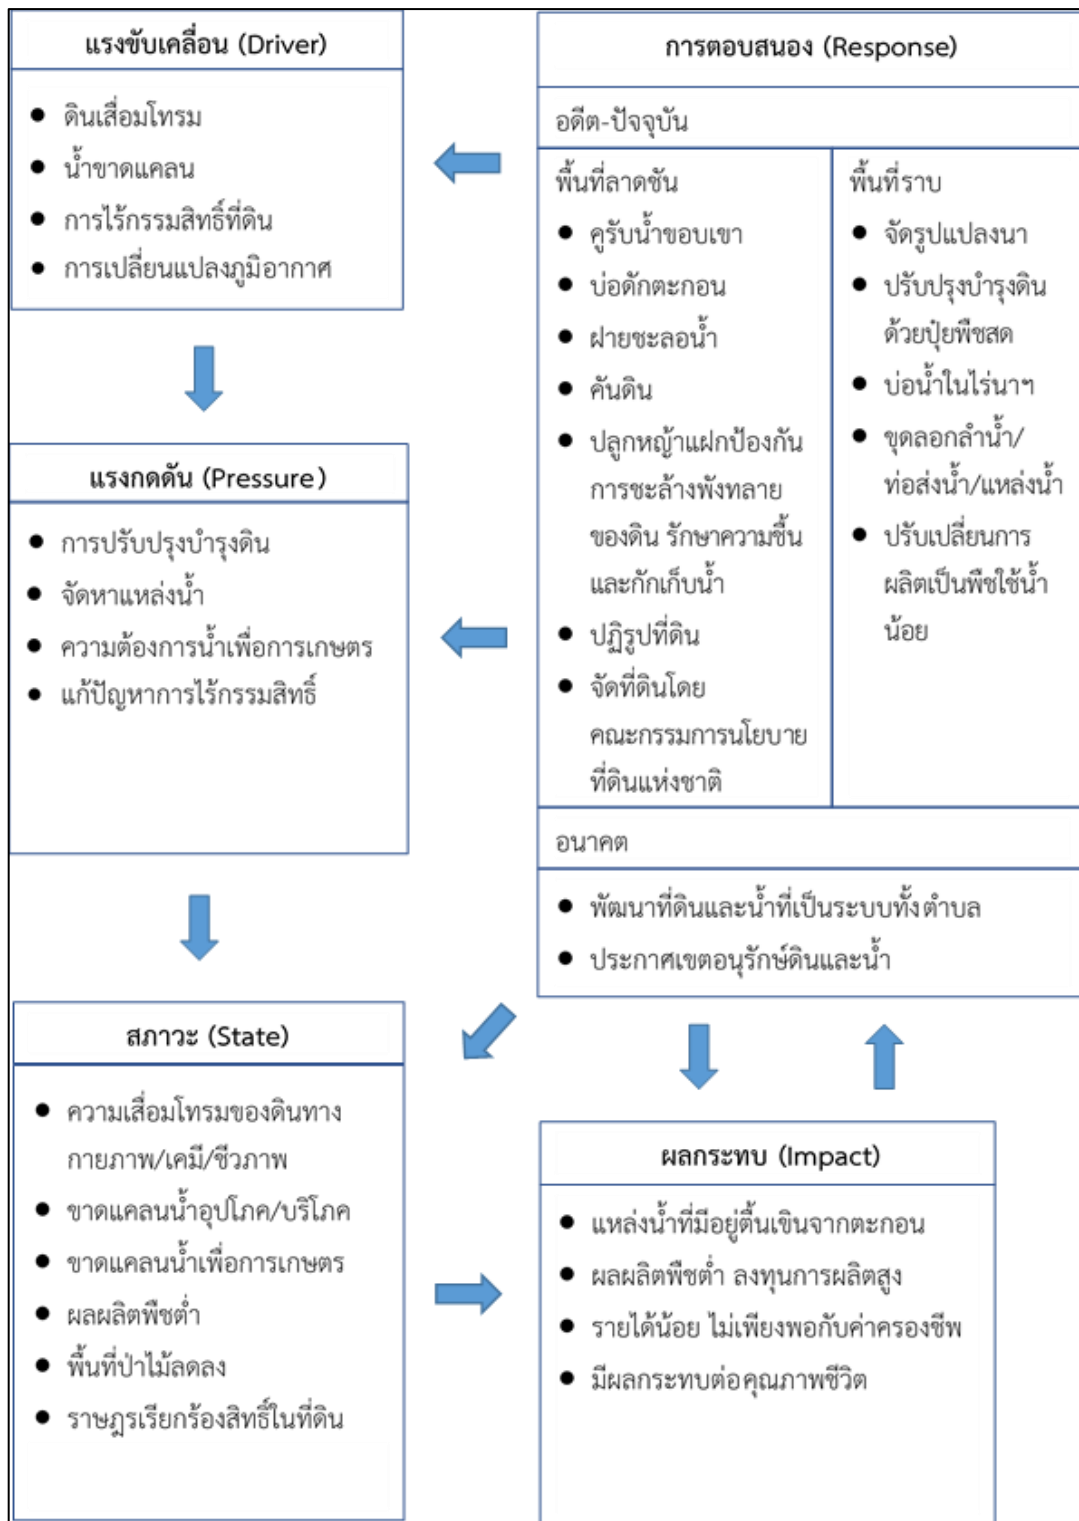 แรงขับเคลื่อน (Driver)
ดินเสื่อมโทรม
น้ำขาดแคลน
การไร้กรรมสิทธิ์ที่ดิน
การเปลี่ยนแปลงภูมิอากาศ
แรงกดดัน (Pressure)
การปรับปรุงบำรุงดิน
จัดหาแหล่งน้ำ
ความต้องการน้ำเพื่อการเกษตร
แก้ปัญหาการไร้กรรมสิทธิ์
สภาวะ (State)
ความเสื่อมโทรมของดินทาง
กายภาพ/เคมี/ชีวภาพ
ขาดแคลนน้ำอุปโภค/บริโภค
ขาดแคลนน้ำเพื่อการเกษตร
ผลผลิตพืชต่ำ
พื้นที่ป่าไม้ลดลง
ราษฎรเรียกร้องสิทธิ์ในที่ดิน
การตอบสนอง (Response)
อดีต-ปัจจุบัน
พื้นที่ลาดชัน
คูรับน้ำขอบเขา
บ่อดักตะกอน
ฝายชะลอน้ำ
คันดิน
ปลูกหญ้าแฝกป้องกัน
การชะล้างพังทลาย
ของดิน รักษาความชื้น
และกักเก็บน้ำ
ปฏิรูปที่ดิน
จัดที่ดินโดย
คณะกรรมการนโยบาย
ที่ดินแห่งชาติ
พื้นที่ราบ
จัดรูปแปลงนา
ปรับปรุงบำรุงดิน
ด้วยปุ๋ยพืชสด
บ่อน้ำในไร่นาฯ
ขุดลอกลำน้ำ/
ท่อส่งน้ำ/แหล่งน้ำ
ปรับเปลี่ยนการ
ผลิตเป็นพืชใช้น้ำ
น้อย
อนาคต
พัฒนาที่ดินและน้ำที่เป็นระบบทั้งตำบล
ประกาศเขตอนุรักษ์ดินและน้ำ
ผลกระทบ (Impact)
แหล่งน้ำที่มีอยู่ตื้นเขินจากตะกอน
ผลผลิตพืชต่ำ ลงทุนการผลิตสูง
รายได้น้อย ไม่เพียงพอกับค่าครองชีพ
มีผลกระทบต่อคุณภาพชีวิต